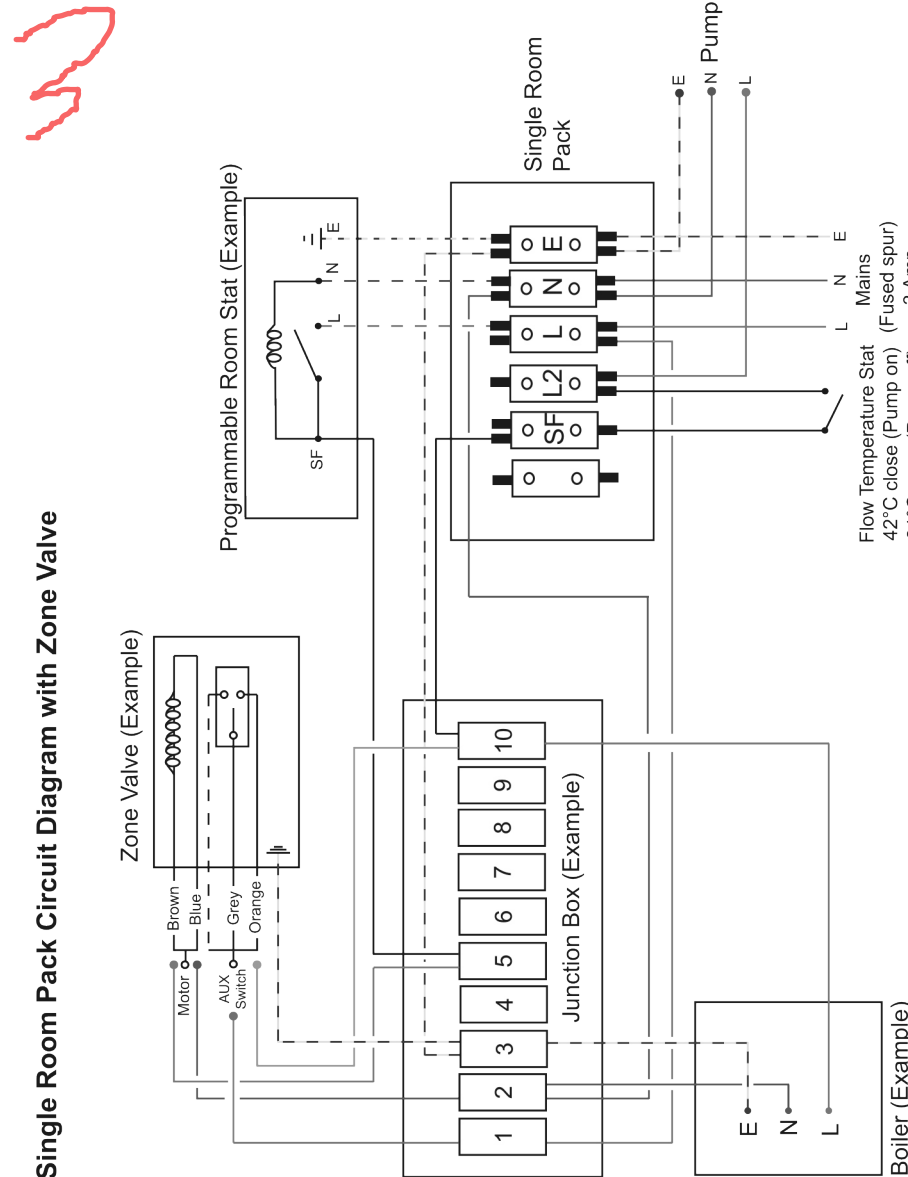 Single Room Pack Circuit Diagram with Zone Valve
Zone Valve (Example)
Brown
Blue
Motor
Grey
Orange
AUX
Switch
Programmable Room Stat (Example)
SF
L
N
E
Junction Box (Example)
1
2
3
4
5
6
7
8
9
10
Single Room
Pack
SF
L2
L
N
E
E
N
L
Pump
L
N
E
Mains
(Fused spur)
Flow Temperature Stat
42°C close (Pump on)
Boiler (Example)
E
N
L